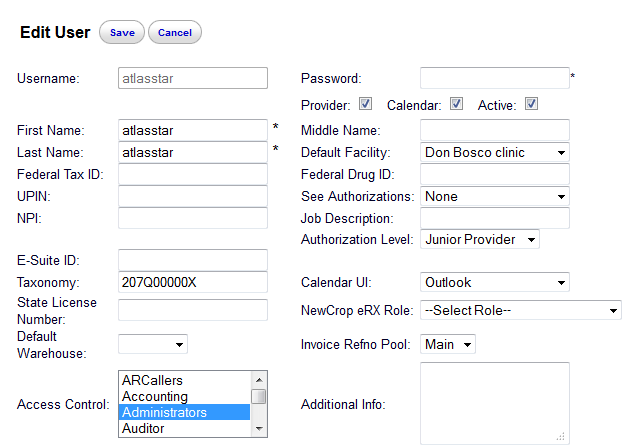 Edit User Save Cancel
Username: atlasstar Password: *
Provider: Calendar: Active:
First Name: atlasstar * Middle Name:
Last Name: atlasstar * Default Facility: Don Bosco clinic
Federal Tax ID: Federal Drug ID:
UPIN: See Authorizations: None
NPI: Job Description:
Authorization Level: Junior Provider
E-Suite ID:
Taxonomy: 207Q00000X Calendar UI: Outlook
State License
Number: NewCrop eRX Role: --Select Role--
Default
Warehouse: Invoice Refno Pool: Main
ARCallers
Accounting
Access Control: Administrators Additional Info:
Auditor